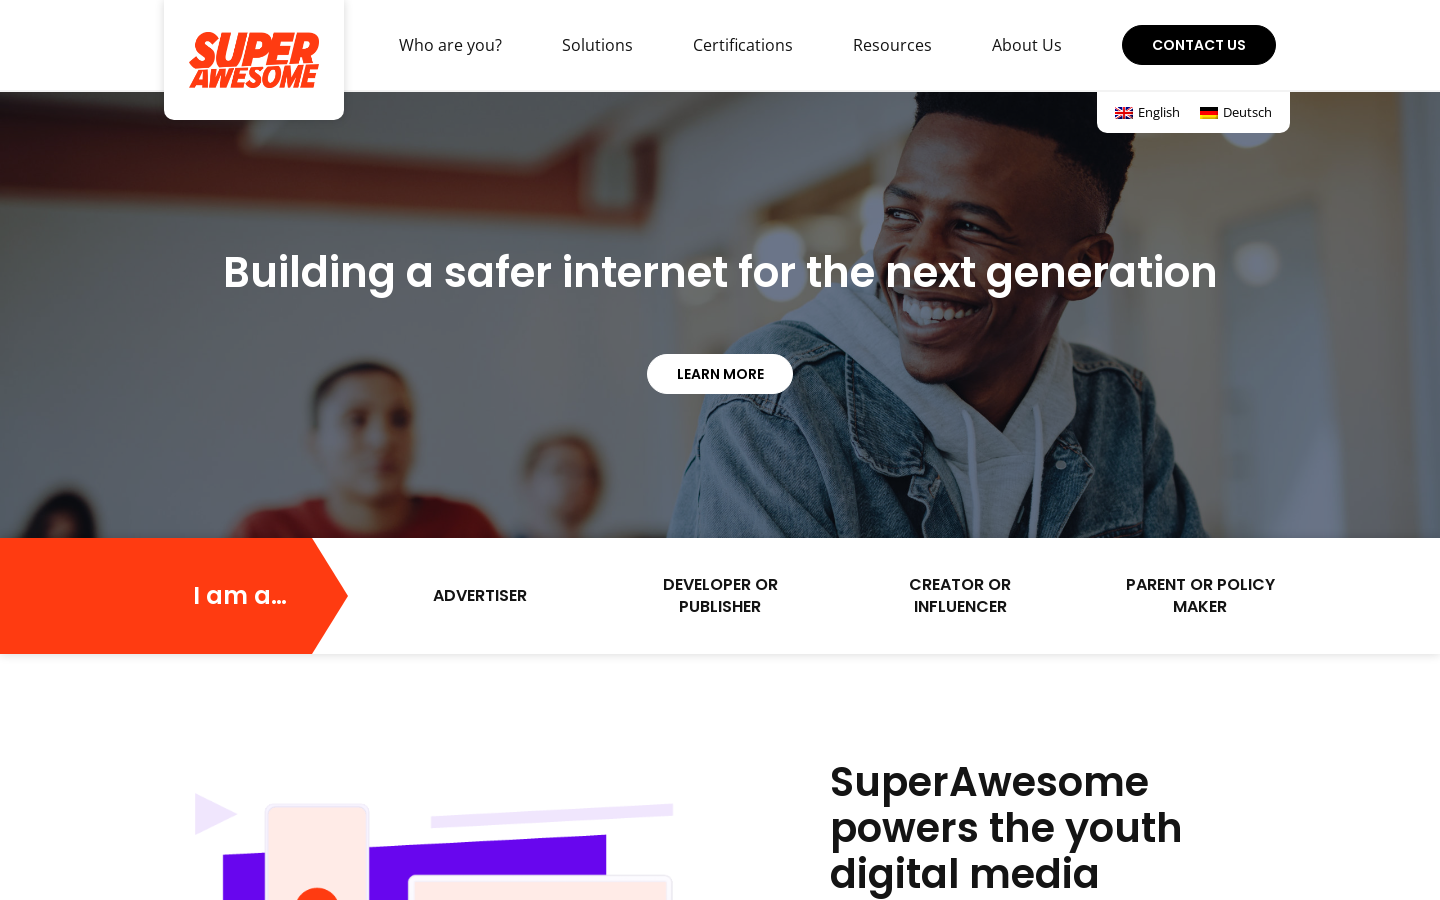 SUPER
AWESOME
Who are you?
Solutions
Certifications
Resources
About Us
CONTACT US
English
Deutsch
Building a safer internet for the next generation
LEARN MORE
I am a...
ADVERTISER
DEVELOPER OR
PUBLISHER
CREATOR OR
INFLUENCER
PARENT OR POLICY
MAKER
SuperAwesome
powers the youth
digital media